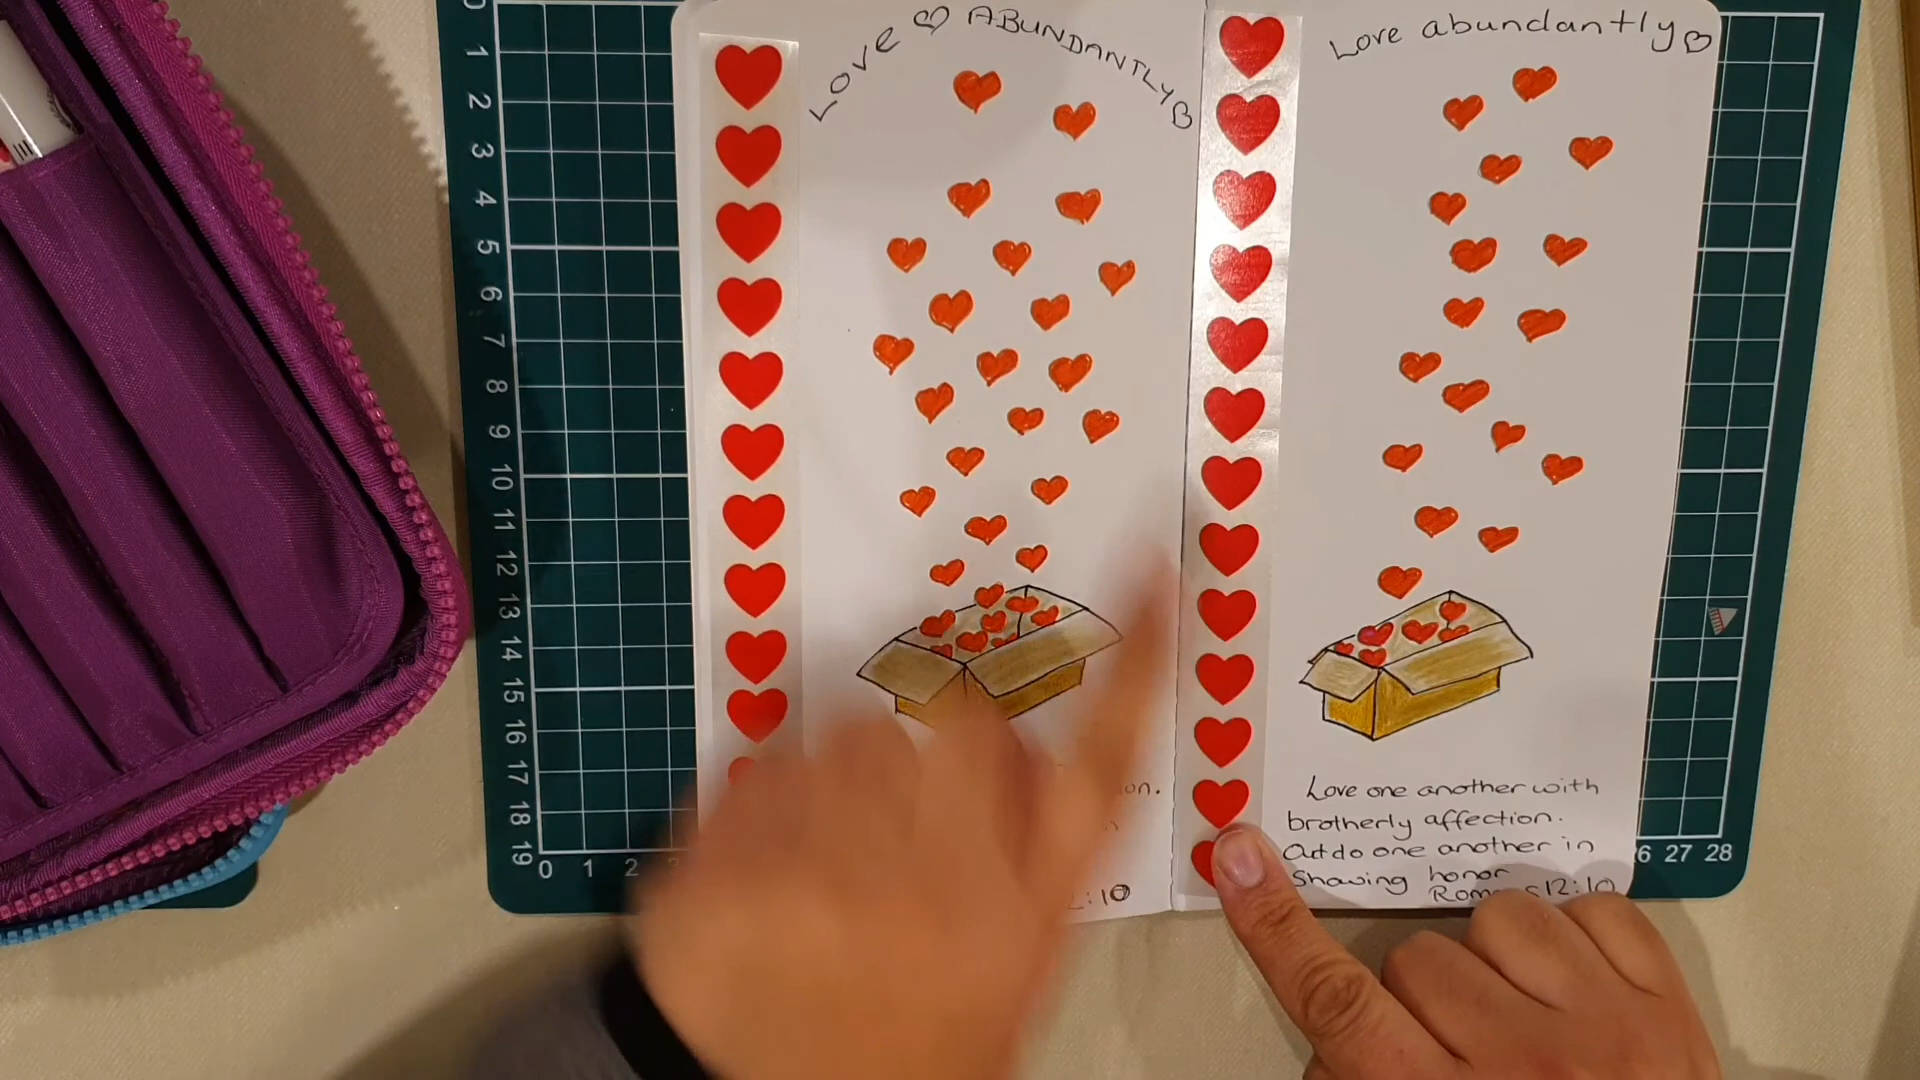 LOVE ABUNDANTLY
Love abundantly
on.
2:10
Love one another with
brotherly affection.
Outdo one another in
Showing honor
12:10
0
1
2
3
4
5
6
7
8
9
10
11
12
13
14
15
16
17
18
19
0 1 2
27 28